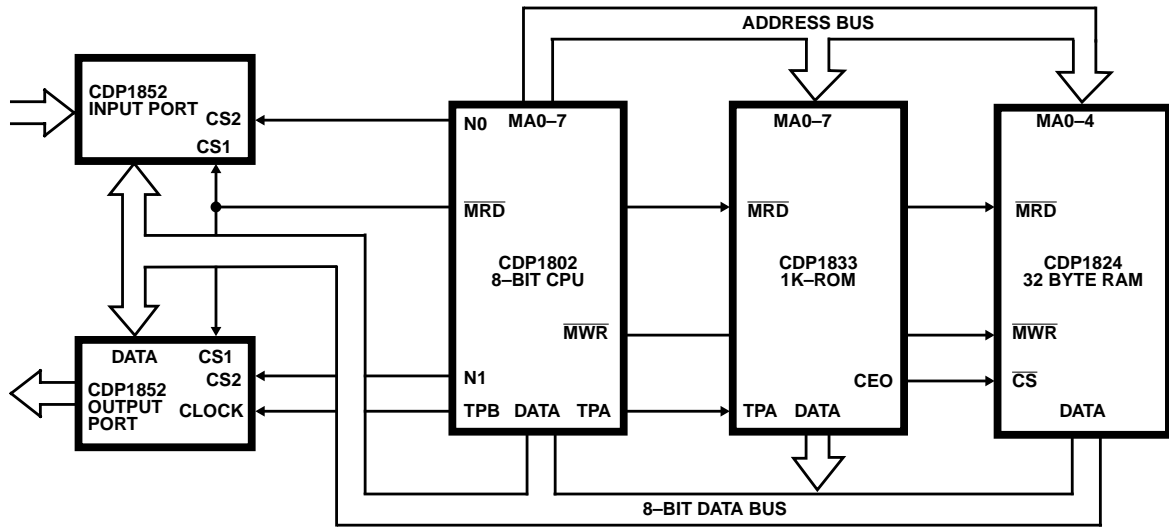 ADDRESS BUS
CDP1852
INPUT PORT
CS2
CS1
N0
MA0–7
MRD
CDP1802
8–BIT CPU
MWR
N1
TPB
DATA
TPA
MA0–7
MRD
CDP1833
1K–ROM
CEO
TPA
DATA
MA0–4
MRD
CDP1824
32 BYTE RAM
MWR
CS
DATA
DATA
CS1
CS2
CDP1852
OUTPUT
PORT
CLOCK
8–BIT DATA BUS